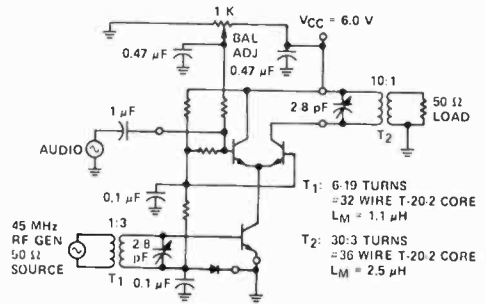 1 K
VCC = 6.0 V
BAL
ADJ
0.47 µF
0.47 µF
10:1
2.8 pF
50 Ω
LOAD
T2
1 µF
AUDIO
0.1 µF
T1: 6·19 TURNS
=32 WIRE T-20·2 CORE
LM = 1.1 µH
T2: 30:3 TURNS
=36 WIRE T-20·2 CORE
LM = 2.5 µH
45 MHz
RF GEN
50 Ω
SOURCE
1:3
2.8
pF
T1
0.1 µF